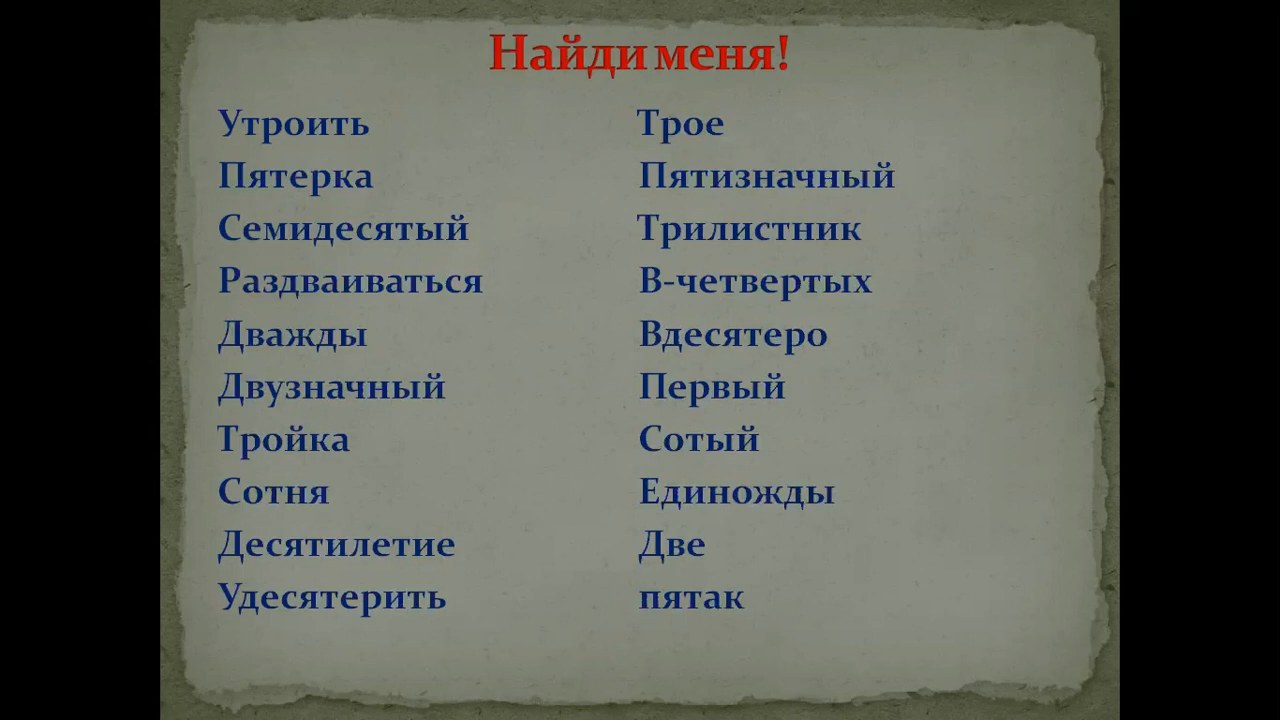 Найди меня!
Утроить
Пятерка
Семидесятый
Раздваиваться
Дважды
Двузначный
Тройка
Сотня
Десятилетие
Удесятерить
Трое
Пятизначный
Трилистник
В-четвертых
Вдесятеро
Первый
Сотый
Единожды
Две
пятак